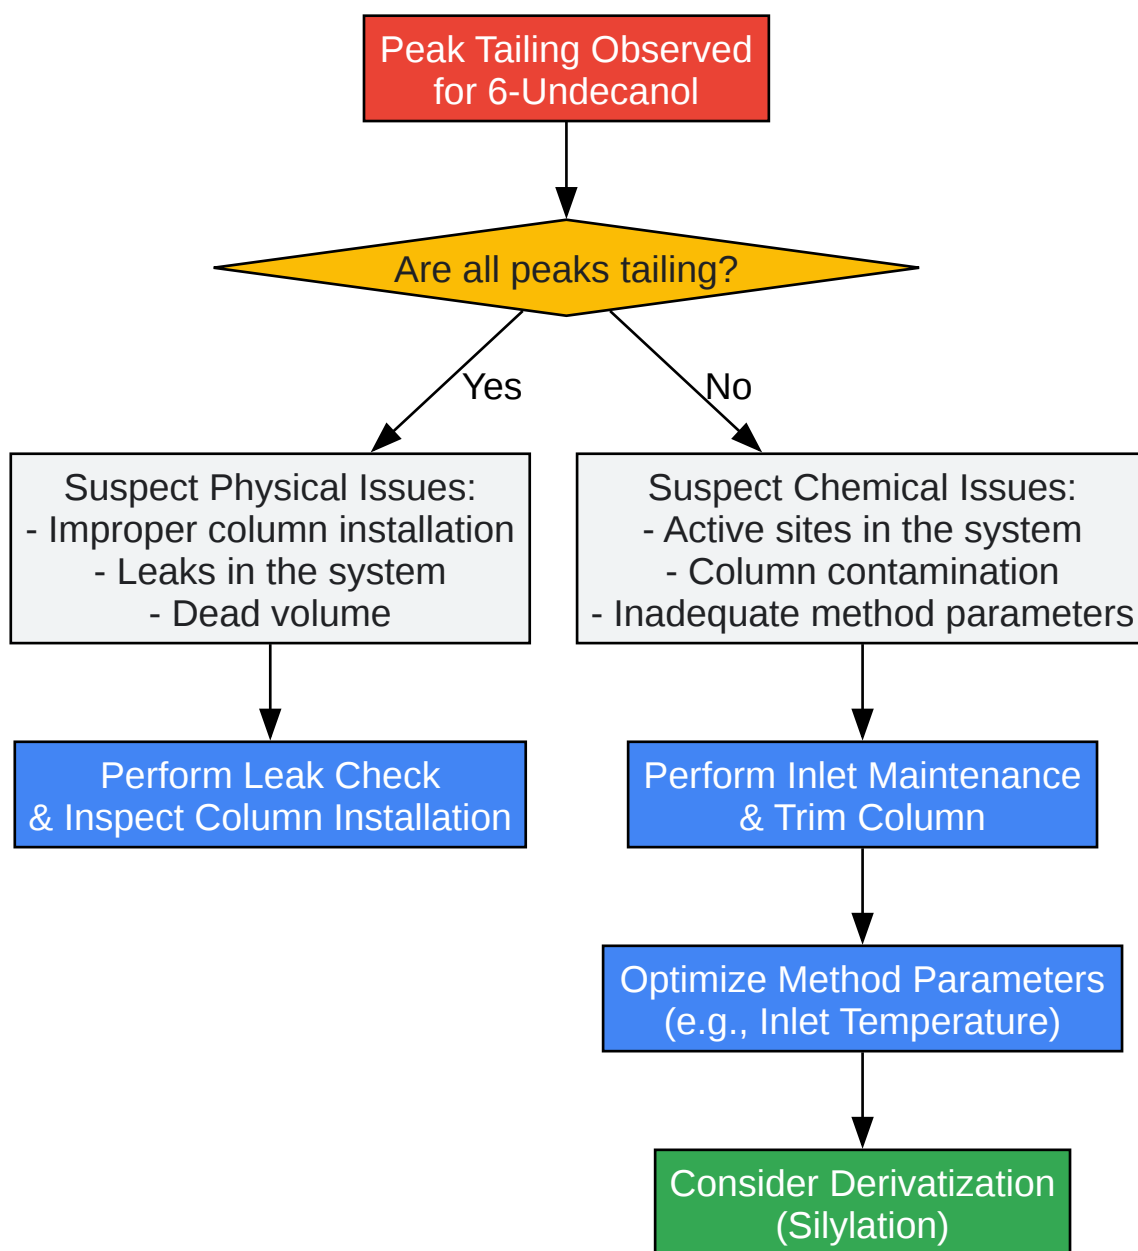 Peak Tailing Observed
for 6-Undecanol
Are all peaks tailing?
Yes
No
Suspect Physical Issues:
- Improper column installation
- Leaks in the system
- Dead volume
Suspect Chemical Issues:
- Active sites in the system
- Column contamination
- Inadequate method parameters
Perform Leak Check
& Inspect Column Installation
Perform Inlet Maintenance
& Trim Column
Optimize Method Parameters
(e.g., Inlet Temperature)
Consider Derivatization
(Silylation)